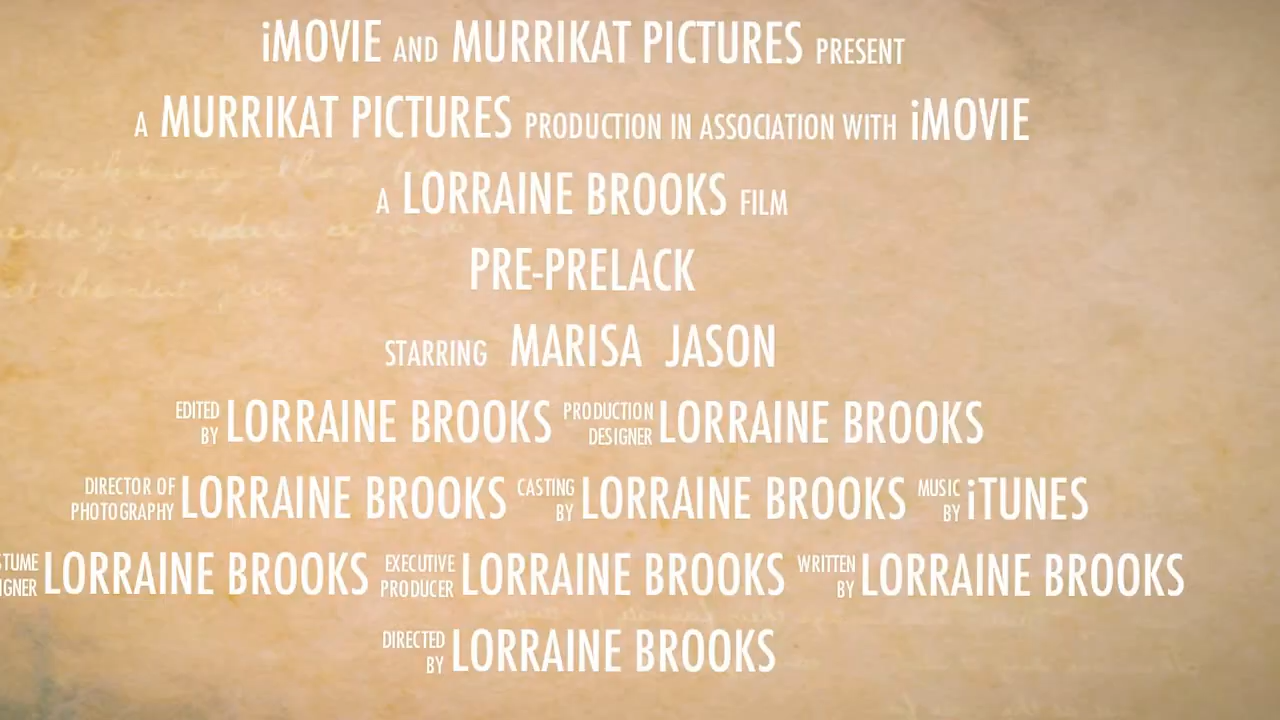 iMOVIE AND MURRIKAT PICTURES PRESENT
A MURRIKAT PICTURES PRODUCTION IN ASSOCIATION WITH iMOVIE
A LORRAINE BROOKS FILM
PRE-PRELACK
STARRING MARISA JASON
EDITED BY LORRAINE BROOKS PRODUCTION DESIGNER LORRAINE BROOKS
DIRECTOR OF PHOTOGRAPHY LORRAINE BROOKS CASTING BY LORRAINE BROOKS MUSIC BY iTUNES
STUME IGNER LORRAINE BROOKS EXECUTIVE PRODUCER LORRAINE BROOKS WRITTEN BY LORRAINE BROOKS
DIRECTED BY LORRAINE BROOKS